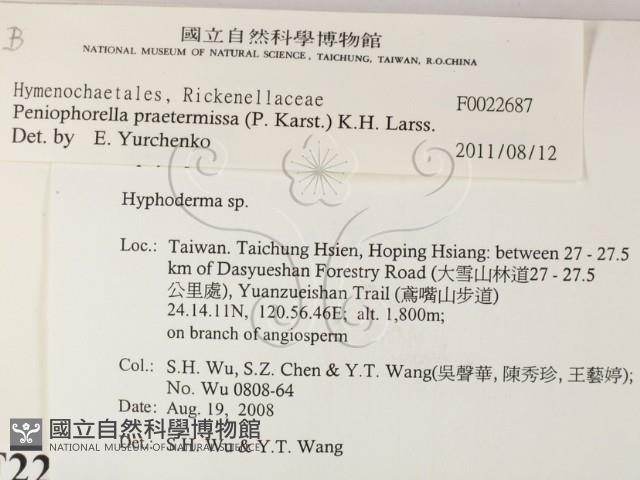 B
國立自然科學博物館
NATIONAL MUSEUM OF NATURAL SCIENCE, TAICHUNG, TAIWAN, R.O.CHINA
Hymenochaetales, Rickenellaceae F0022687
Peniophorella praetermissa (P. Karst.) K.H. Larss.
Det. by E. Yurchenko 2011/08/12
Hyphoderma sp.
Loc.: Taiwan. Taichung Hsien, Hoping Hsiang: between 27 - 27.5
km of Dasyueshan Forestry Road (大雪山林道27 - 27.5
公里處), Yuanzueishan Trail (鳶嘴山步道)
24.14.11N, 120.56.46E; alt. 1,800m;
on branch of angiosperm
Col.: S.H. Wu, S.Z. Chen & Y.T. Wang(吳聲華, 陳秀珍, 王藝婷);
No. Wu 0808-64
Date: Aug. 19, 2008
國立自然科學博物館
Det.: S.H. Wu & Y.T. Wang
NATIONAL MUSEUM OF NATURAL SCIENCE